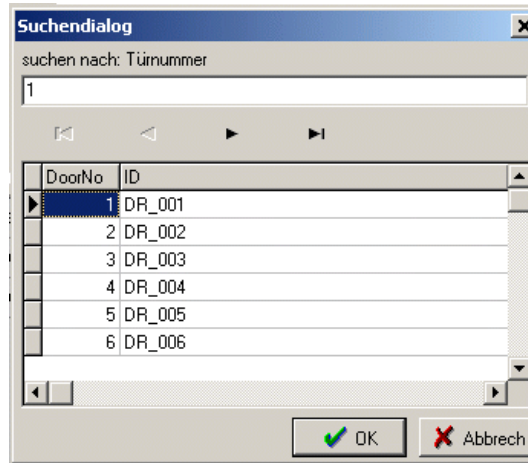 Suchendialog
suchen nach: Türnummer
1
DoorNo ID
1 DR_001
2 DR_002
3 DR_003
4 DR_004
5 DR_005
6 DR_006
OK Abbrech